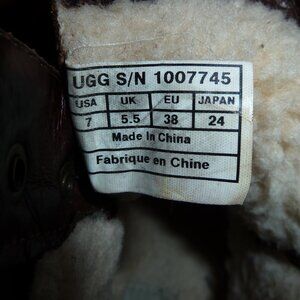 UGG S/N 1007745
USA UK EU JAPAN
7 5.5 38 24
Made In China
Fabrique en Chine